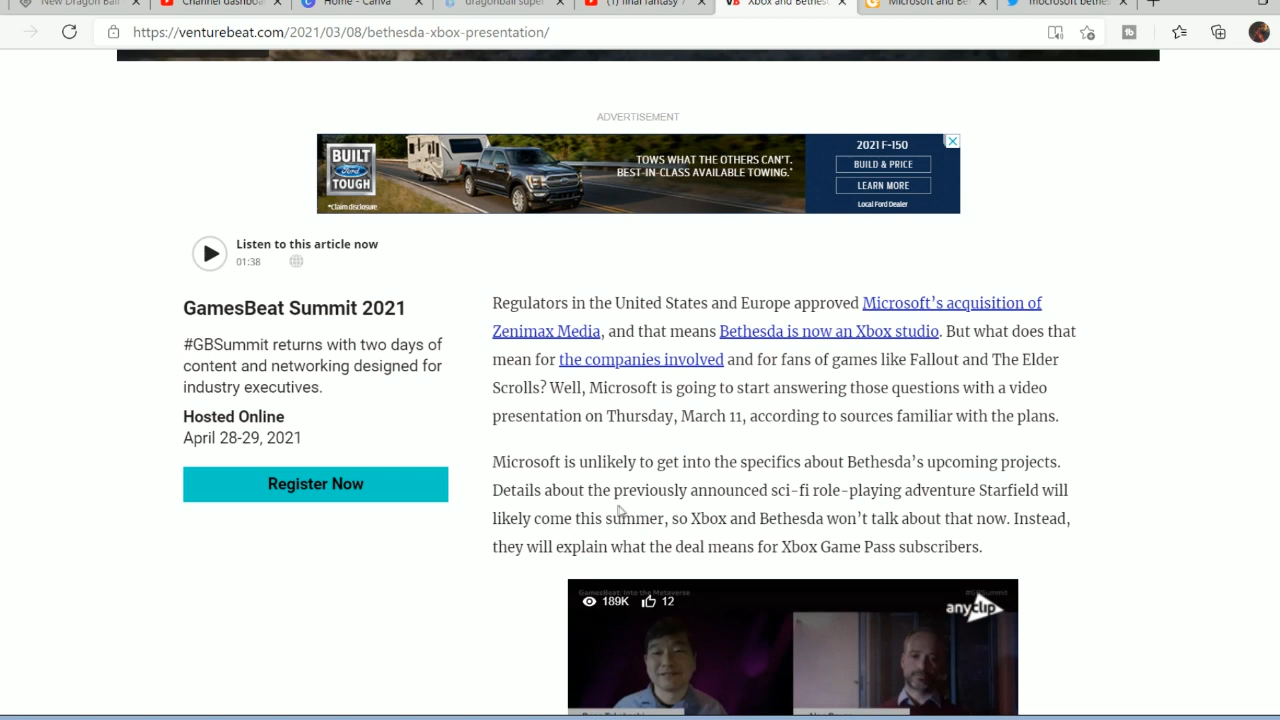 New Dragon Ball
Channel dashboa
Home - Canva
dragonball super
(1) final fantasy 7
Xbox and Bethes
Microsoft and Be
mocrosoft bethes
https://venturebeat.com/2021/03/08/bethesda-xbox-presentation/
ADVERTISEMENT
BUILT
Ford
TOUGH
*Claim disclosure
TOWS WHAT THE OTHERS CAN'T.
BEST-IN-CLASS AVAILABLE TOWING.*
2021 F-150
BUILD & PRICE
LEARN MORE
Local Ford Dealer
Listen to this article now
01:38
GamesBeat Summit 2021
#GBSummit returns with two days of
content and networking designed for
industry executives.
Hosted Online
April 28-29, 2021
Register Now
Regulators in the United States and Europe approved Microsoft's acquisition of
Zenimax Media, and that means Bethesda is now an Xbox studio. But what does that
mean for the companies involved and for fans of games like Fallout and The Elder
Scrolls? Well, Microsoft is going to start answering those questions with a video
presentation on Thursday, March 11, according to sources familiar with the plans.
Microsoft is unlikely to get into the specifics about Bethesda's upcoming projects.
Details about the previously announced sci-fi role-playing adventure Starfield will
likely come this summer, so Xbox and Bethesda won't talk about that now. Instead,
they will explain what the deal means for Xbox Game Pass subscribers.
GamesBeat: Into the Metaverse
#GBSummit
189K 12
anyclip